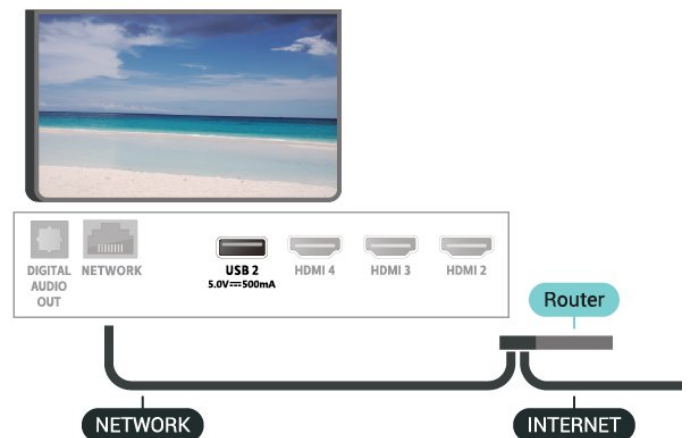 DIGITAL
AUDIO
OUT
NETWORK
USB 2
5.0V⎓500mA
HDMI 4
HDMI 3
HDMI 2
Router
NETWORK
INTERNET